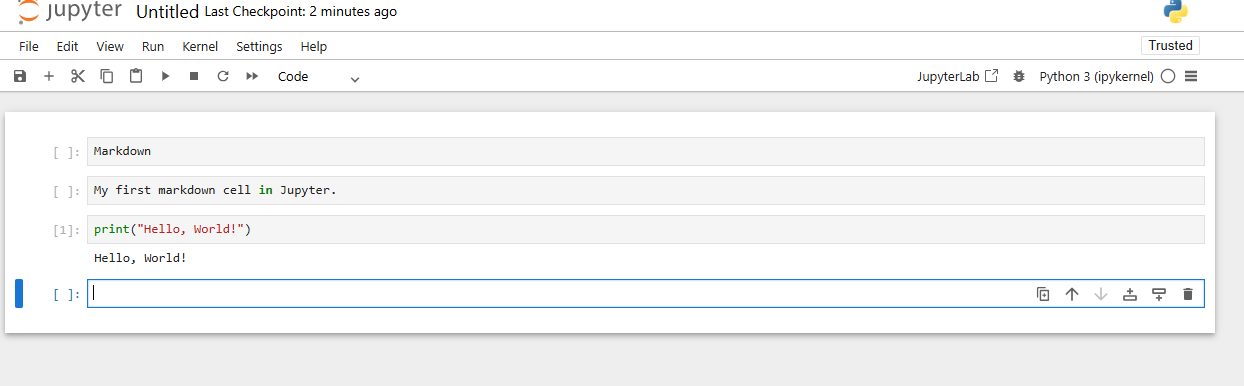 jupyter Untitled Last Checkpoint: 2 minutes ago
File Edit View Run Kernel Settings Help Trusted
Code JupyterLab Python 3 (ipykernel)
[ ]: Markdown
[ ]: My first markdown cell in Jupyter.
[1]: print("Hello, World!")
Hello, World!
[ ]: